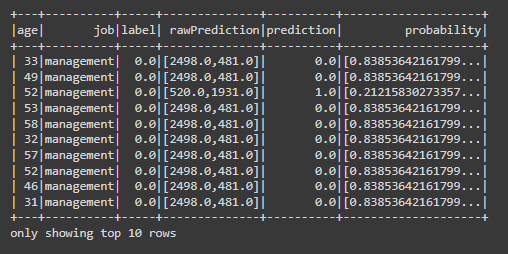 +---+----------+-----+--------------+----------+--------------------+
|age|       job|label| rawPrediction|prediction|         probability|
+---+----------+-----+--------------+----------+--------------------+
| 33|management|  0.0|[2498.0,481.0]|       0.0|[0.83853642161799...|
| 49|management|  0.0|[2498.0,481.0]|       0.0|[0.83853642161799...|
| 52|management|  0.0|[520.0,1931.0]|       1.0|[0.21215830273357...|
| 53|management|  0.0|[2498.0,481.0]|       0.0|[0.83853642161799...|
| 58|management|  0.0|[2498.0,481.0]|       0.0|[0.83853642161799...|
| 32|management|  0.0|[2498.0,481.0]|       0.0|[0.83853642161799...|
| 57|management|  0.0|[2498.0,481.0]|       0.0|[0.83853642161799...|
| 52|management|  0.0|[2498.0,481.0]|       0.0|[0.83853642161799...|
| 46|management|  0.0|[2498.0,481.0]|       0.0|[0.83853642161799...|
| 31|management|  0.0|[2498.0,481.0]|       0.0|[0.83853642161799...|
+---+----------+-----+--------------+----------+--------------------+
only showing top 10 rows